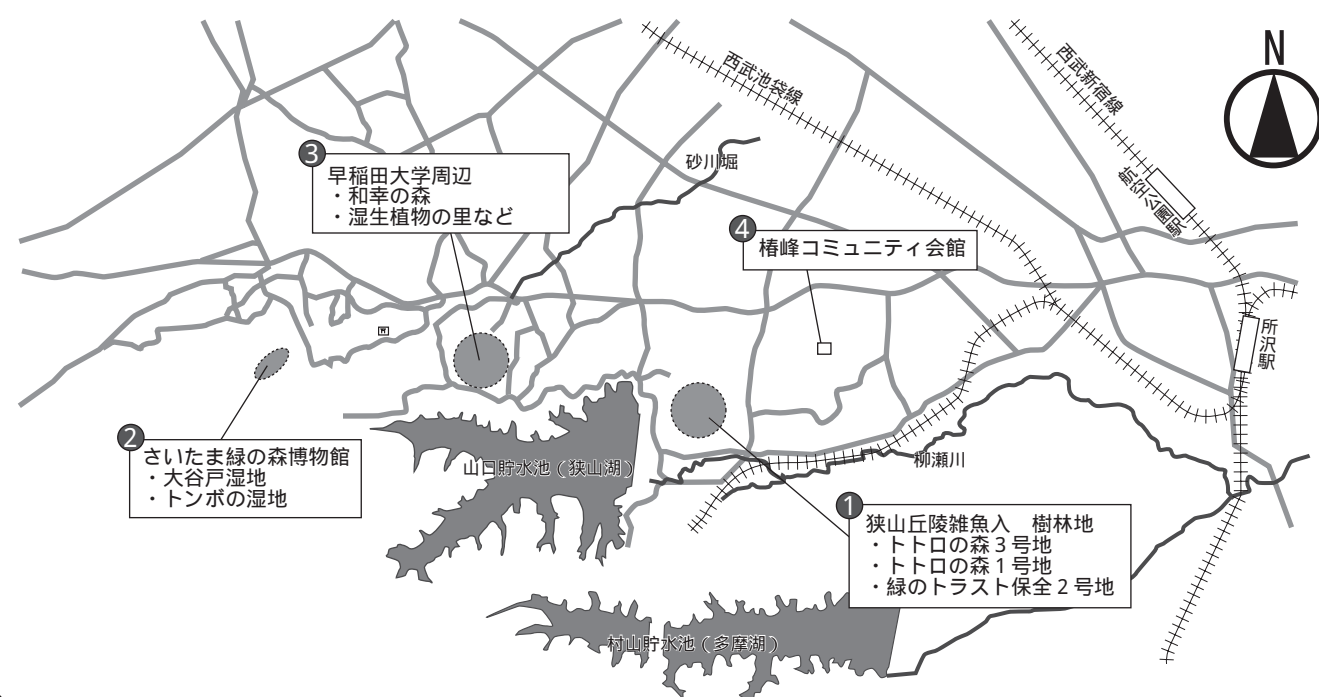 N
西武池袋線
西武新宿線
航空公園駅
砂川堀
3
早稲田大学周辺
・和幸の森
・湿生植物の里など
4
椿峰コミュニティ会館
所沢駅
2
さいたま緑の森博物館
・大谷戸湿地
・トンボの湿地
山口貯水池（狭山湖）
柳瀬川
1
狭山丘陵雑魚入　樹林地
・トトロの森３号地
・トトロの森１号地
・緑のトラスト保全２号地
村山貯水池（多摩湖）